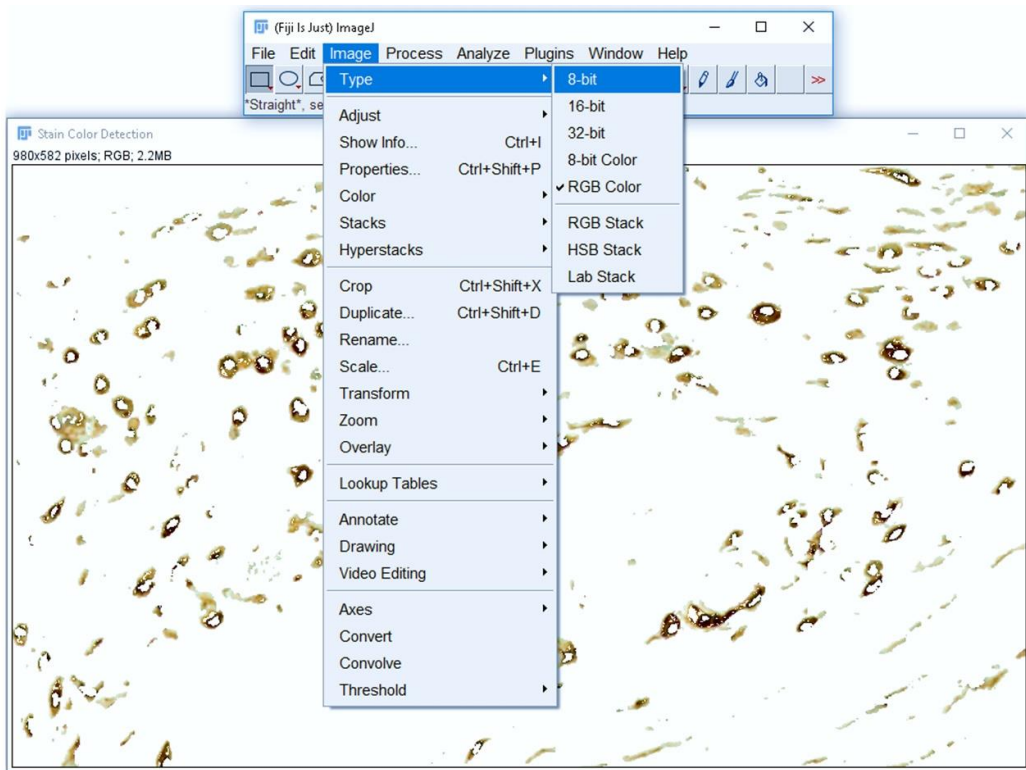 (Fiji Is Just) ImageJ
File Edit Image Process Analyze Plugins Window Help
*Straight*, se
Stain Color Detection
980x582 pixels; RGB; 2.2MB
Type
Adjust
Show Info... Ctrl+I
Properties... Ctrl+Shift+P
Color
Stacks
Hyperstacks
Crop Ctrl+Shift+X
Duplicate... Ctrl+Shift+D
Rename...
Scale... Ctrl+E
Transform
Zoom
Overlay
Lookup Tables
Annotate
Drawing
Video Editing
Axes
Convert
Convolve
Threshold
8-bit
16-bit
32-bit
8-bit Color
RGB Color
RGB Stack
HSB Stack
Lab Stack